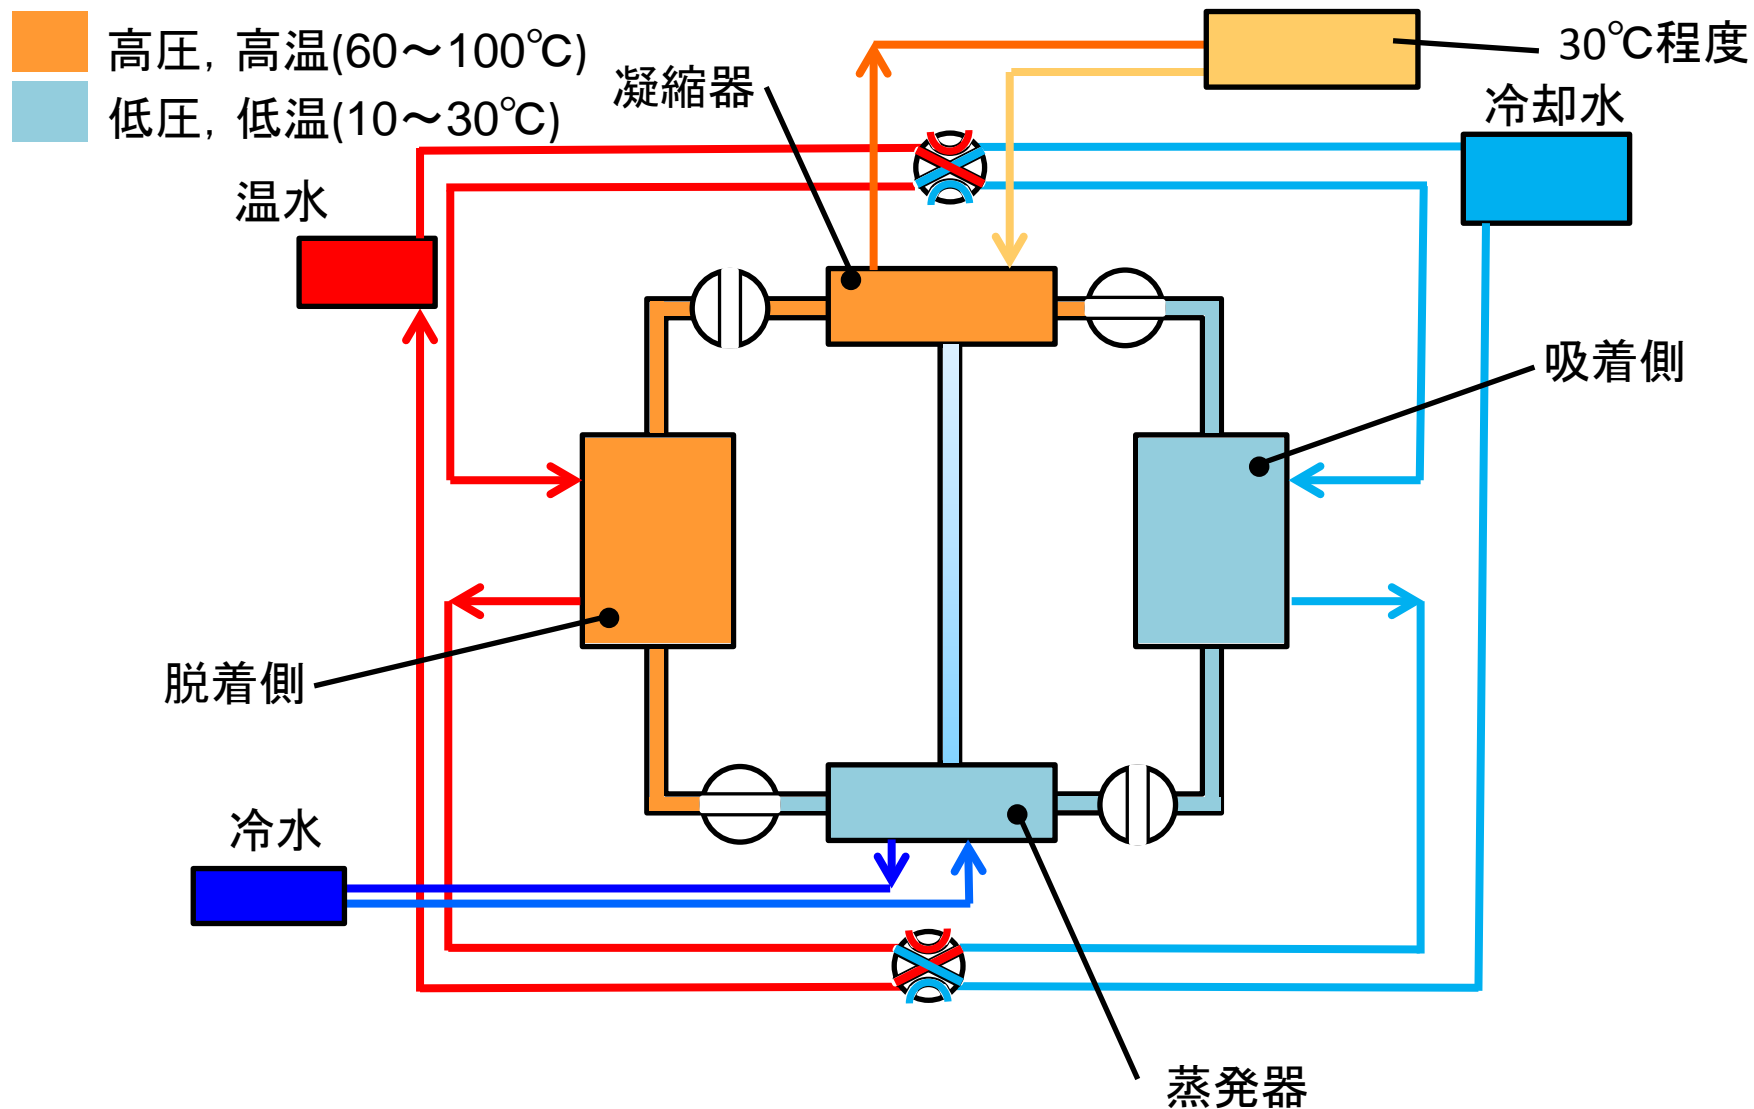 高圧，高温(60～100℃)
低圧，低温(10～30℃)
凝縮器
30℃程度
冷却水
温水
吸着側
脱着側
冷水
蒸発器